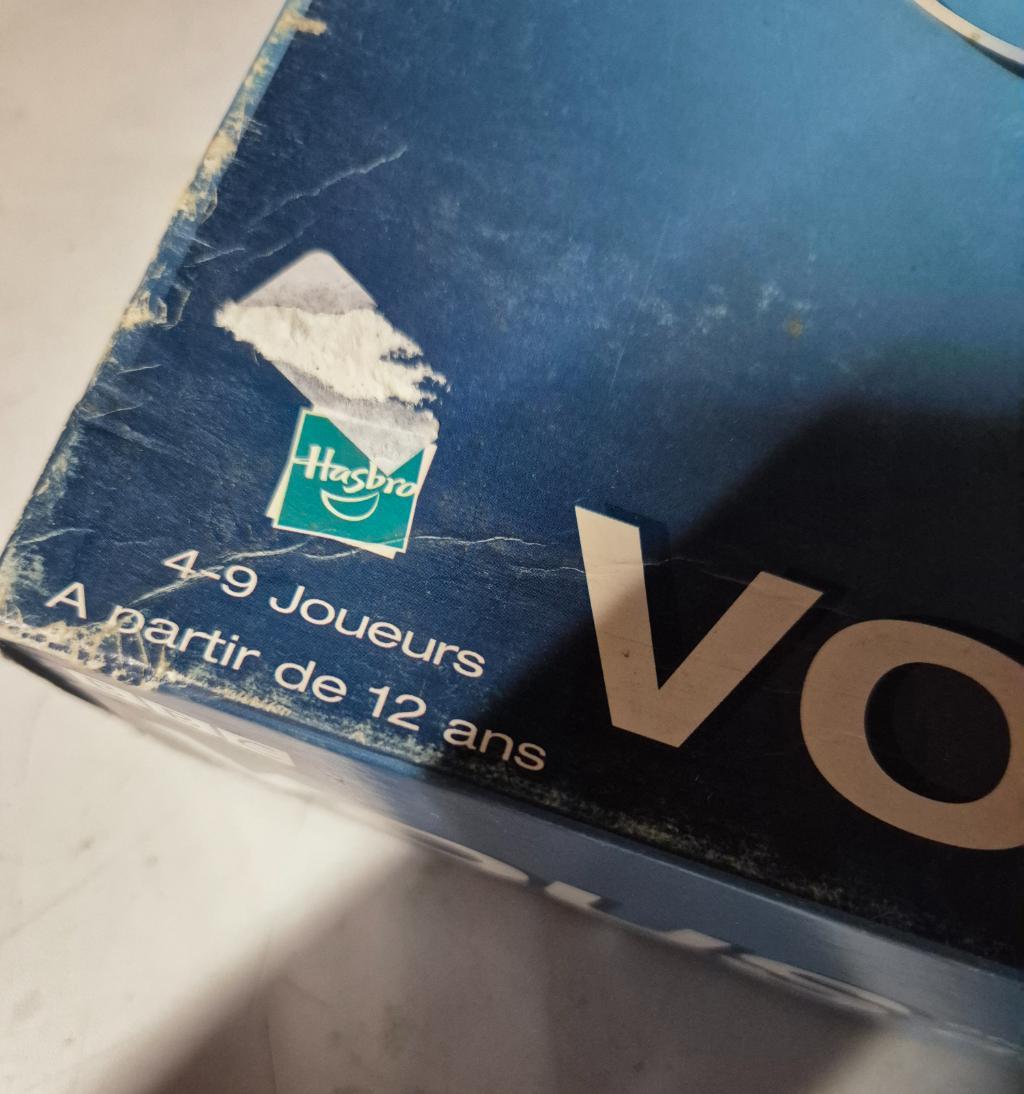 Hasbro
4-9 Joueurs
A partir de 12 ans
VO